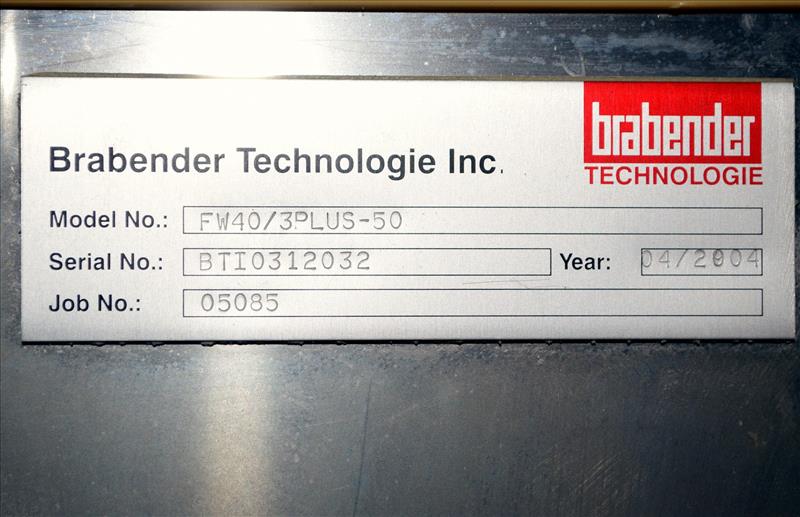 brabender
TECHNOLOGIE
Brabender Technologie Inc.
Model No.: FW40/3PLUS-50
Serial No.: BTI0312032 Year: 04/2004
Job No.: 05085